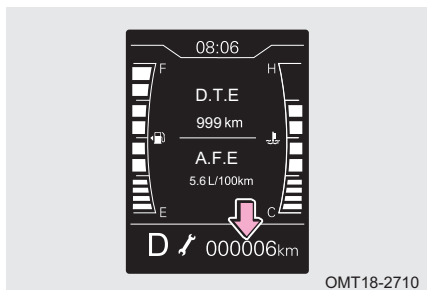 08:06
F H
D.T.E
999 km
A.F.E
5.6 L/100km
E C
D 000006km
OMT18-2710